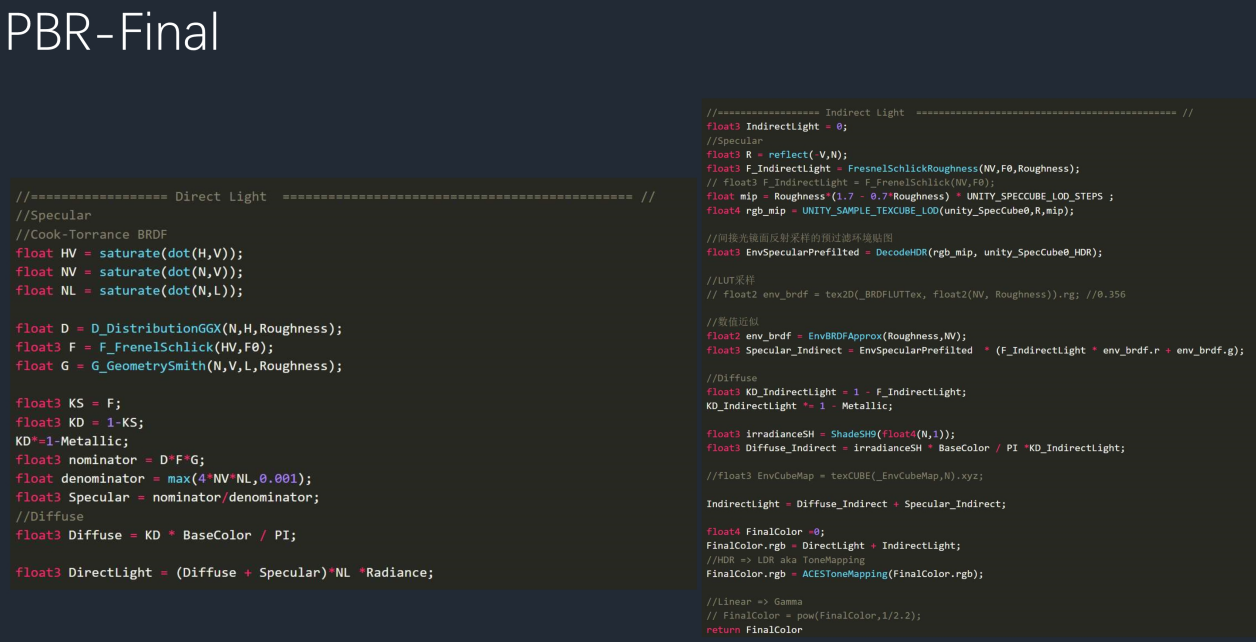 PBR-Final
//================= Direct Light ============================================ //
//Specular
//Cook-Torrance BRDF
float HV = saturate(dot(H,V));
float NV = saturate(dot(N,V));
float NL = saturate(dot(N,L));
float D = D_DistributionGGX(N,H,Roughness);
float3 F = F_FrenelSchlick(HV,F0);
float G = G_GeometrySmith(N,V,L,Roughness);
float3 KS = F;
float3 KD = 1-KS;
KD*=1-Metallic;
float3 nominator = D*F*G;
float denominator = max(4*NV*NL,0.001);
float3 Specular = nominator/denominator;
//Diffuse
float3 Diffuse = KD * BaseColor / PI;
float3 DirectLight = (Diffuse + Specular)*NL *Radiance;
//================== Indirect Light ============================================ //
float3 IndirectLight = 0;
//Specular
float3 R = reflect(-V,N);
float3 F_IndirectLight = FresnelSchlickRoughness(NV,F0,Roughness);
// float3 F_IndirectLight = F_FrenelSchlick(NV,F0);
float mip = Roughness*(1.7 - 0.7*Roughness) * UNITY_SPECCUBE_LOD_STEPS ;
float4 rgb_mip = UNITY_SAMPLE_TEXCUBE_LOD(unity_SpecCube0,R,mip);
//间接光镜面反射采样的预过滤环境贴图
float3 EnvSpecularPrefilted = DecodeHDR(rgb_mip, unity_SpecCube0_HDR);
//LUT采样
// float2 env_brdf = tex2D(_BRDFLUTTex, float2(NV, Roughness)).rg; //0.356
//数值近似
float2 env_brdf = EnvBRDFApprox(Roughness,NV);
float3 Specular_Indirect = EnvSpecularPrefilted * (F_IndirectLight * env_brdf.r + env_brdf.g);
//Diffuse
float3 KD_IndirectLight = 1 - F_IndirectLight;
KD_IndirectLight *= 1 - Metallic;
float3 irradianceSH = ShadeSH9(float4(N,1));
float3 Diffuse_Indirect = irradianceSH * BaseColor / PI *KD_IndirectLight;
//float3 EnvCubeMap = texCUBE(_EnvCubeMap,N).xyz;
IndirectLight = Diffuse_Indirect + Specular_Indirect;
float4 FinalColor =0;
FinalColor.rgb = DirectLight + IndirectLight;
//HDR => LDR aka ToneMapping
FinalColor.rgb = ACESToneMapping(FinalColor.rgb);
//Linear => Gamma
// FinalColor = pow(FinalColor,1/2.2);
return FinalColor